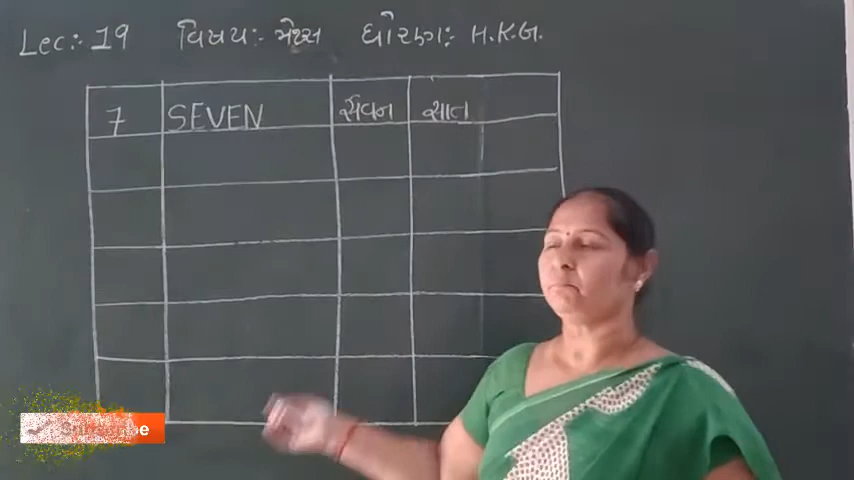 Lec:- 19 વિષય:- મેથ્સ ધોરણ:- H.K.G.
7 SEVEN સેવન સાત